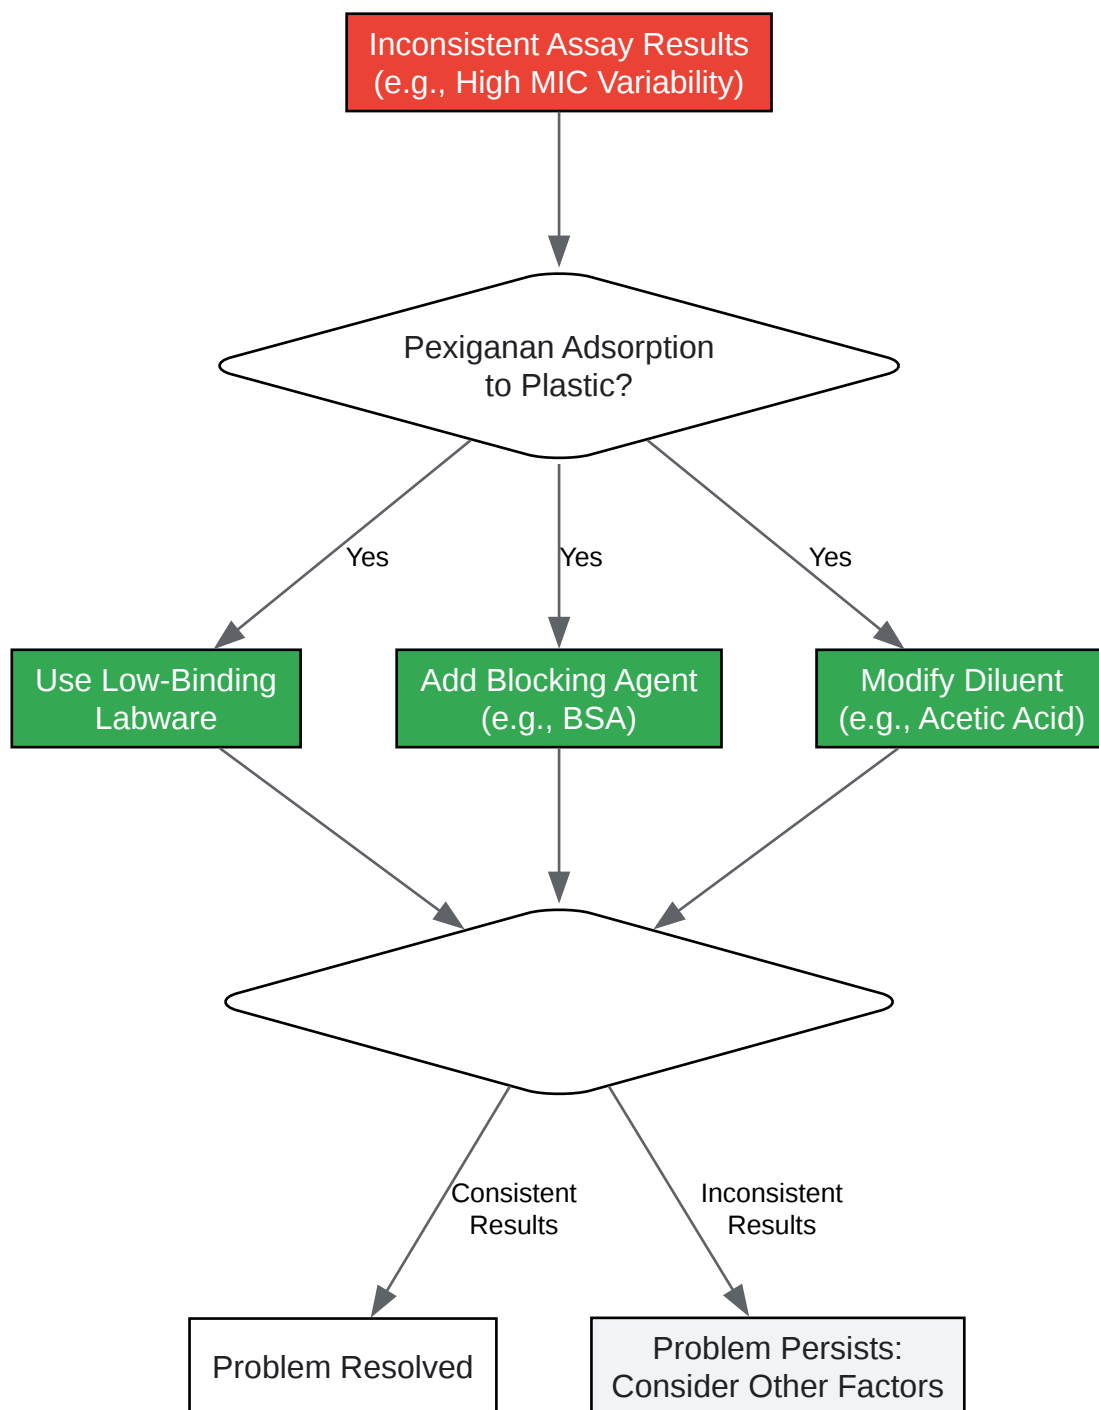 Inconsistent Assay Results
(e.g., High MIC Variability)
Pexiganan Adsorption
to Plastic?
Yes
Yes
Yes
Use Low-Binding
Labware
Add Blocking Agent
(e.g., BSA)
Modify Diluent
(e.g., Acetic Acid)
Consistent
Results
Inconsistent
Results
Problem Resolved
Problem Persists:
Consider Other Factors